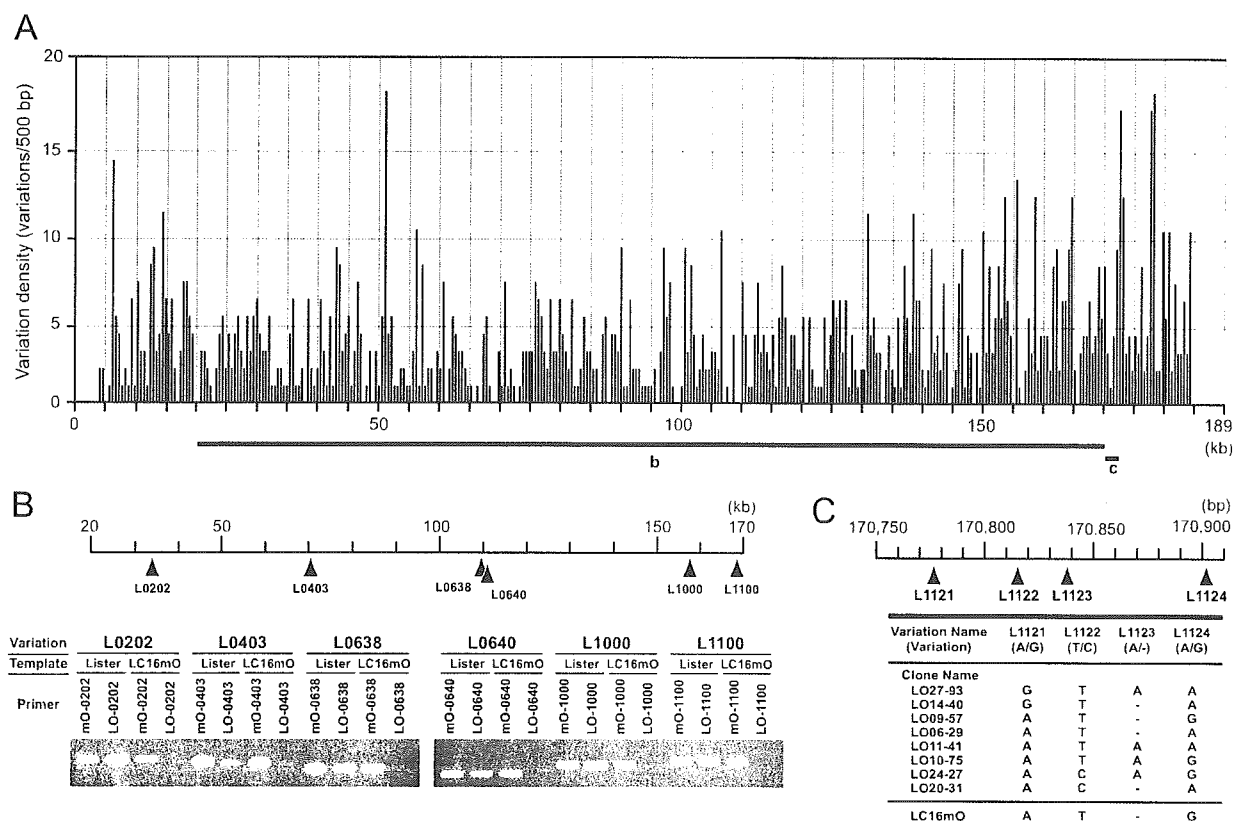 A
Variation density (variations/500 bp)
20
15
10
5
0
0 50 100 150 189
(kb)
b
c
B
(kb)
20 50 100 150 170
L0202 L0403 L0638 L0640 L1000 L1100
Variation L0202 L0403 L0638 L0640 L1000 L1100
Template Lister LC16mO Lister LC16mO Lister LC16mO Lister LC16mO Lister LC16mO Lister LC16mO
Primer mO-0202 LO-0202 mO-0202 LO-0202 mO-0403 LO-0403 mO-0403 LO-0403 mO-0638 LO-0638 mO-0638 LO-0638 mO-0640 LO-0640 mO-0640 LO-0640 mO-1000 LO-1000 mO-1000 LO-1000 mO-1100 LO-1100 mO-1100 LO-1100
C
(bp)
170,750 170,800 170,850 170,900
L1121 L1122 L1123 L1124
Variation Name L1121 L1122 L1123 L1124
(Variation) (A/G) (T/C) (A/-) (A/G)
Clone Name
LO27-93 G T A A
LO14-40 G T - A
LO09-57 A T - G
LO06-29 A T - A
LO11-41 A T A A
LO10-75 A T A G
LO24-27 A C A G
LO20-31 A C - A
LC16mO A T - G